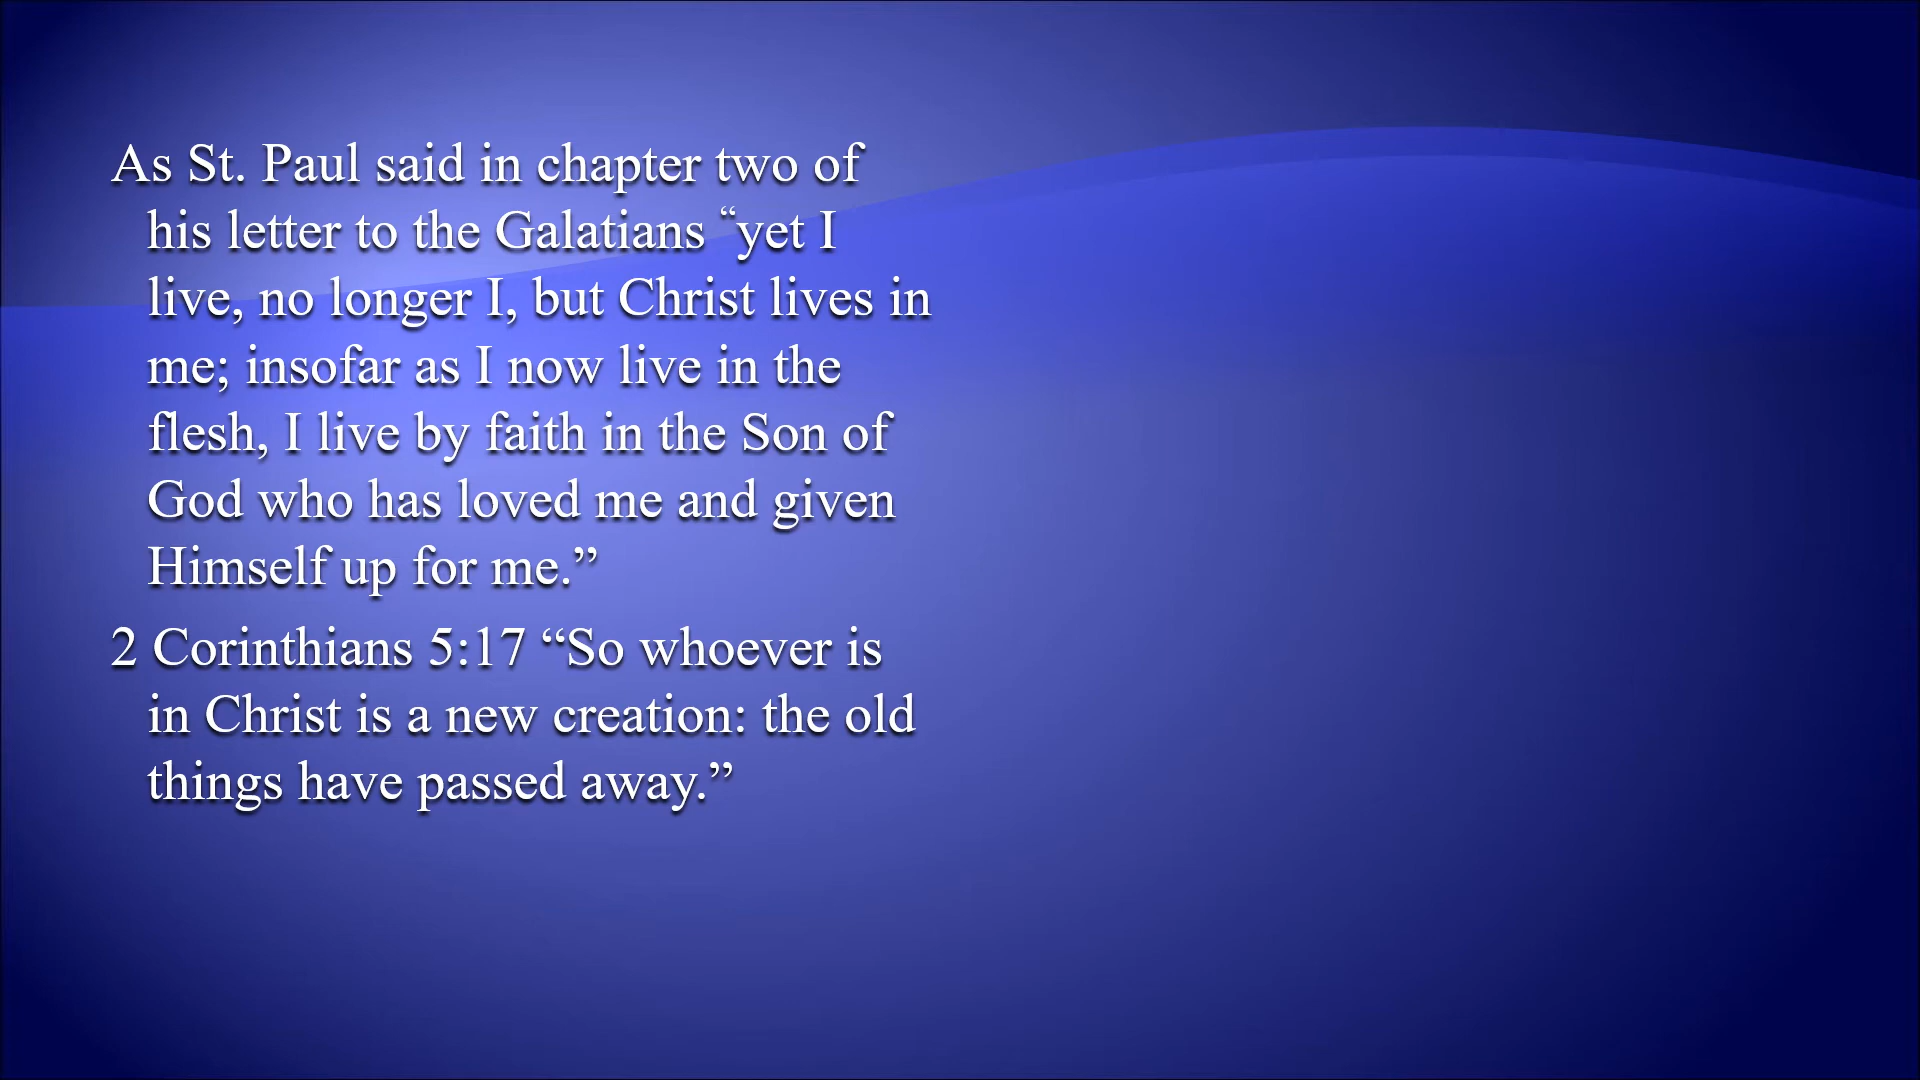 As St. Paul said in chapter two of
his letter to the Galatians “yet I
live, no longer I, but Christ lives in
me; insofar as I now live in the
flesh, I live by faith in the Son of
God who has loved me and given
Himself up for me.”
2 Corinthians 5:17 “So whoever is
in Christ is a new creation: the old
things have passed away.”